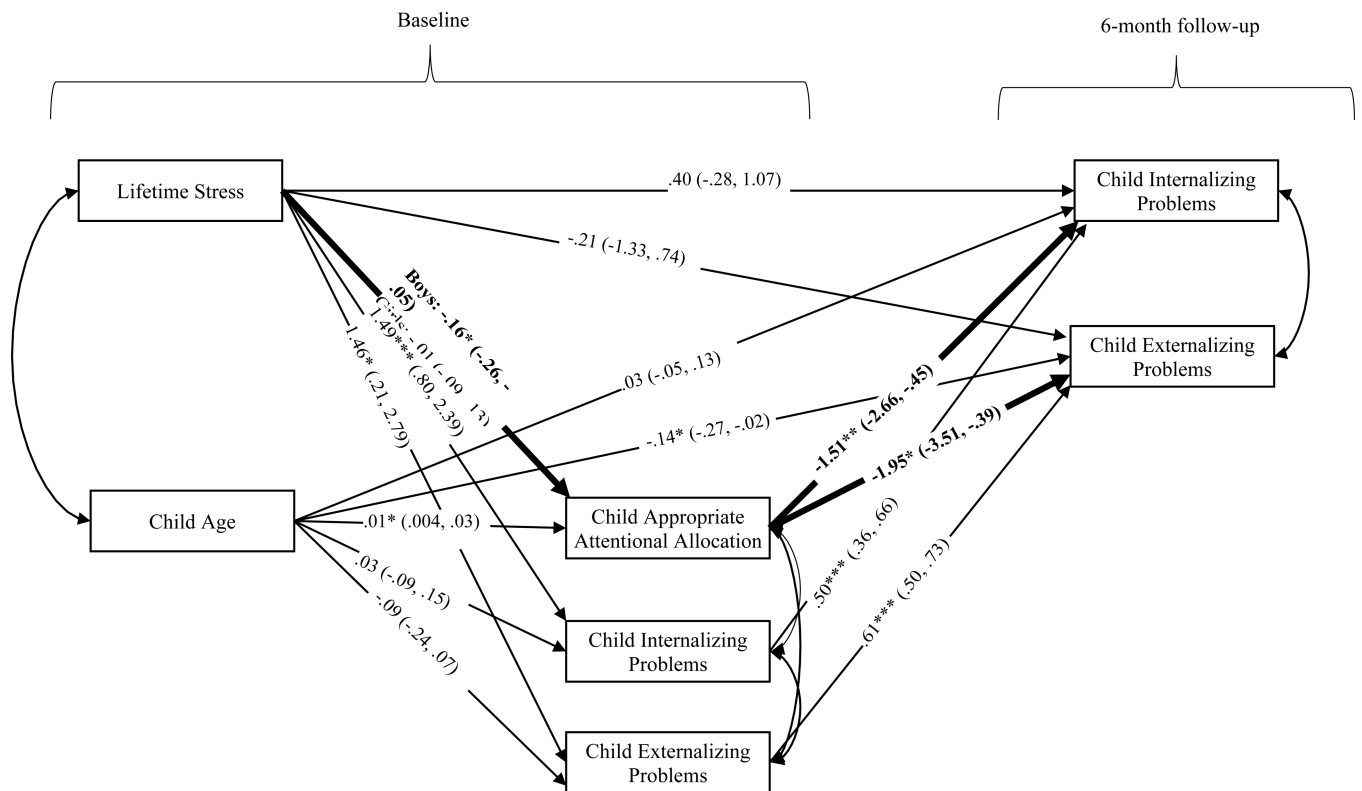 Baseline
6-month follow-up
Lifetime Stress
Child Internalizing
Problems
.40 (-.28, 1.07)
-.21 (-1.33, .74)
Boys: -.16* (-.26, -
.05)
Girls: -.01 (-.09, .13)
1.49*** (.80, 2.39)
1.46* (.21, 2.79)
Child Externalizing
Problems
.03 (-.05, .13)
-.14* (-.27, -.02)
-1.51** (-2.66, -.45)
-1.95* (-3.51, -.39)
Child Age
.01* (.004, .03)
Child Appropriate
Attentional Allocation
.03 (-.09, .15)
-.09 (-.24, .07)
.50*** (.36, .66)
.61*** (.50, .73)
Child Internalizing
Problems
Child Externalizing
Problems